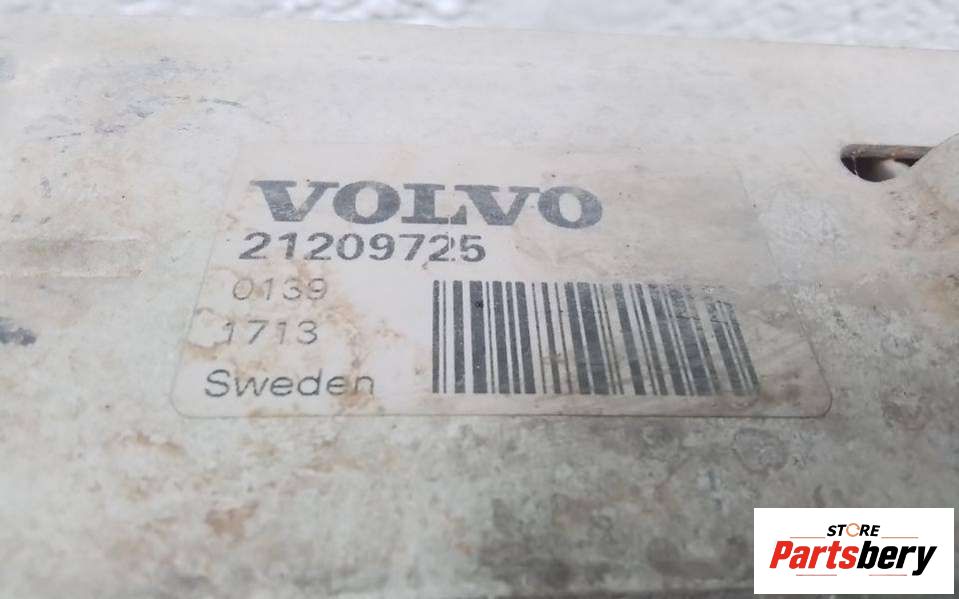 VOLVO
21209725
0139
1713
Sweden
STORE
Partsbery